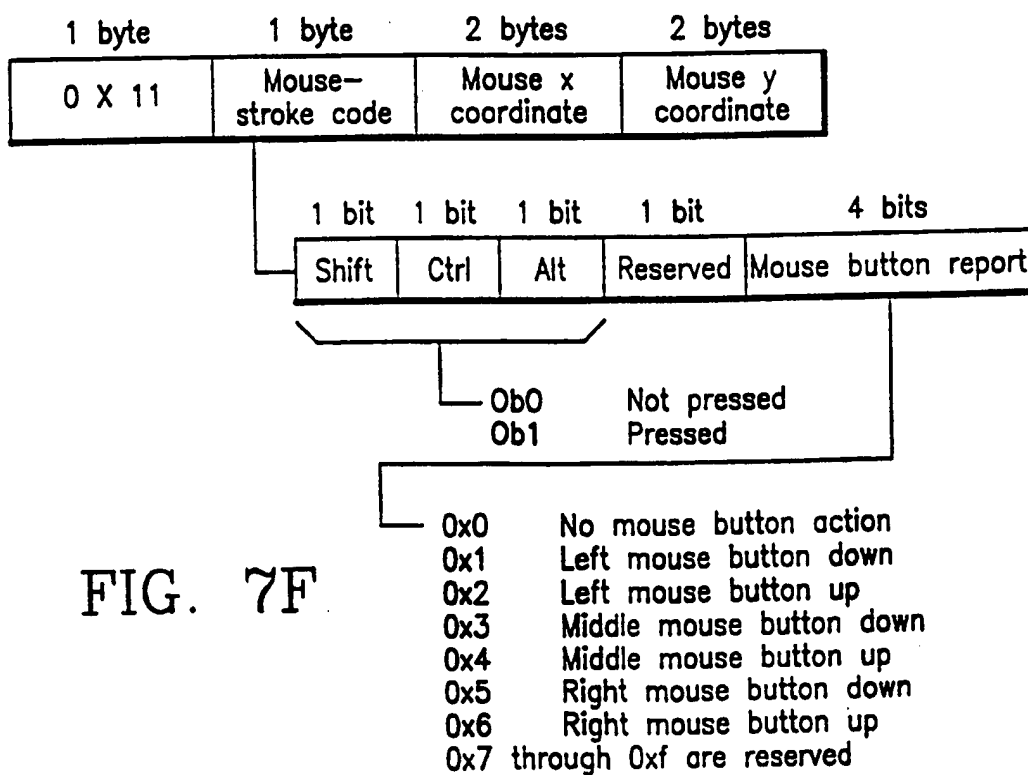 1 byte 1 byte 2 bytes 2 bytes
0 X 11 Mouse- Mouse x Mouse y
stroke code coordinate coordinate
1 bit 1 bit 1 bit 1 bit 4 bits
Shift Ctrl Alt Reserved Mouse button report
0b0 Not pressed
0b1 Pressed
0x0 No mouse button action
0x1 Left mouse button down
0x2 Left mouse button up
0x3 Middle mouse button down
0x4 Middle mouse button up
0x5 Right mouse button down
0x6 Right mouse button up
0x7 through 0xf are reserved
FIG. 7F